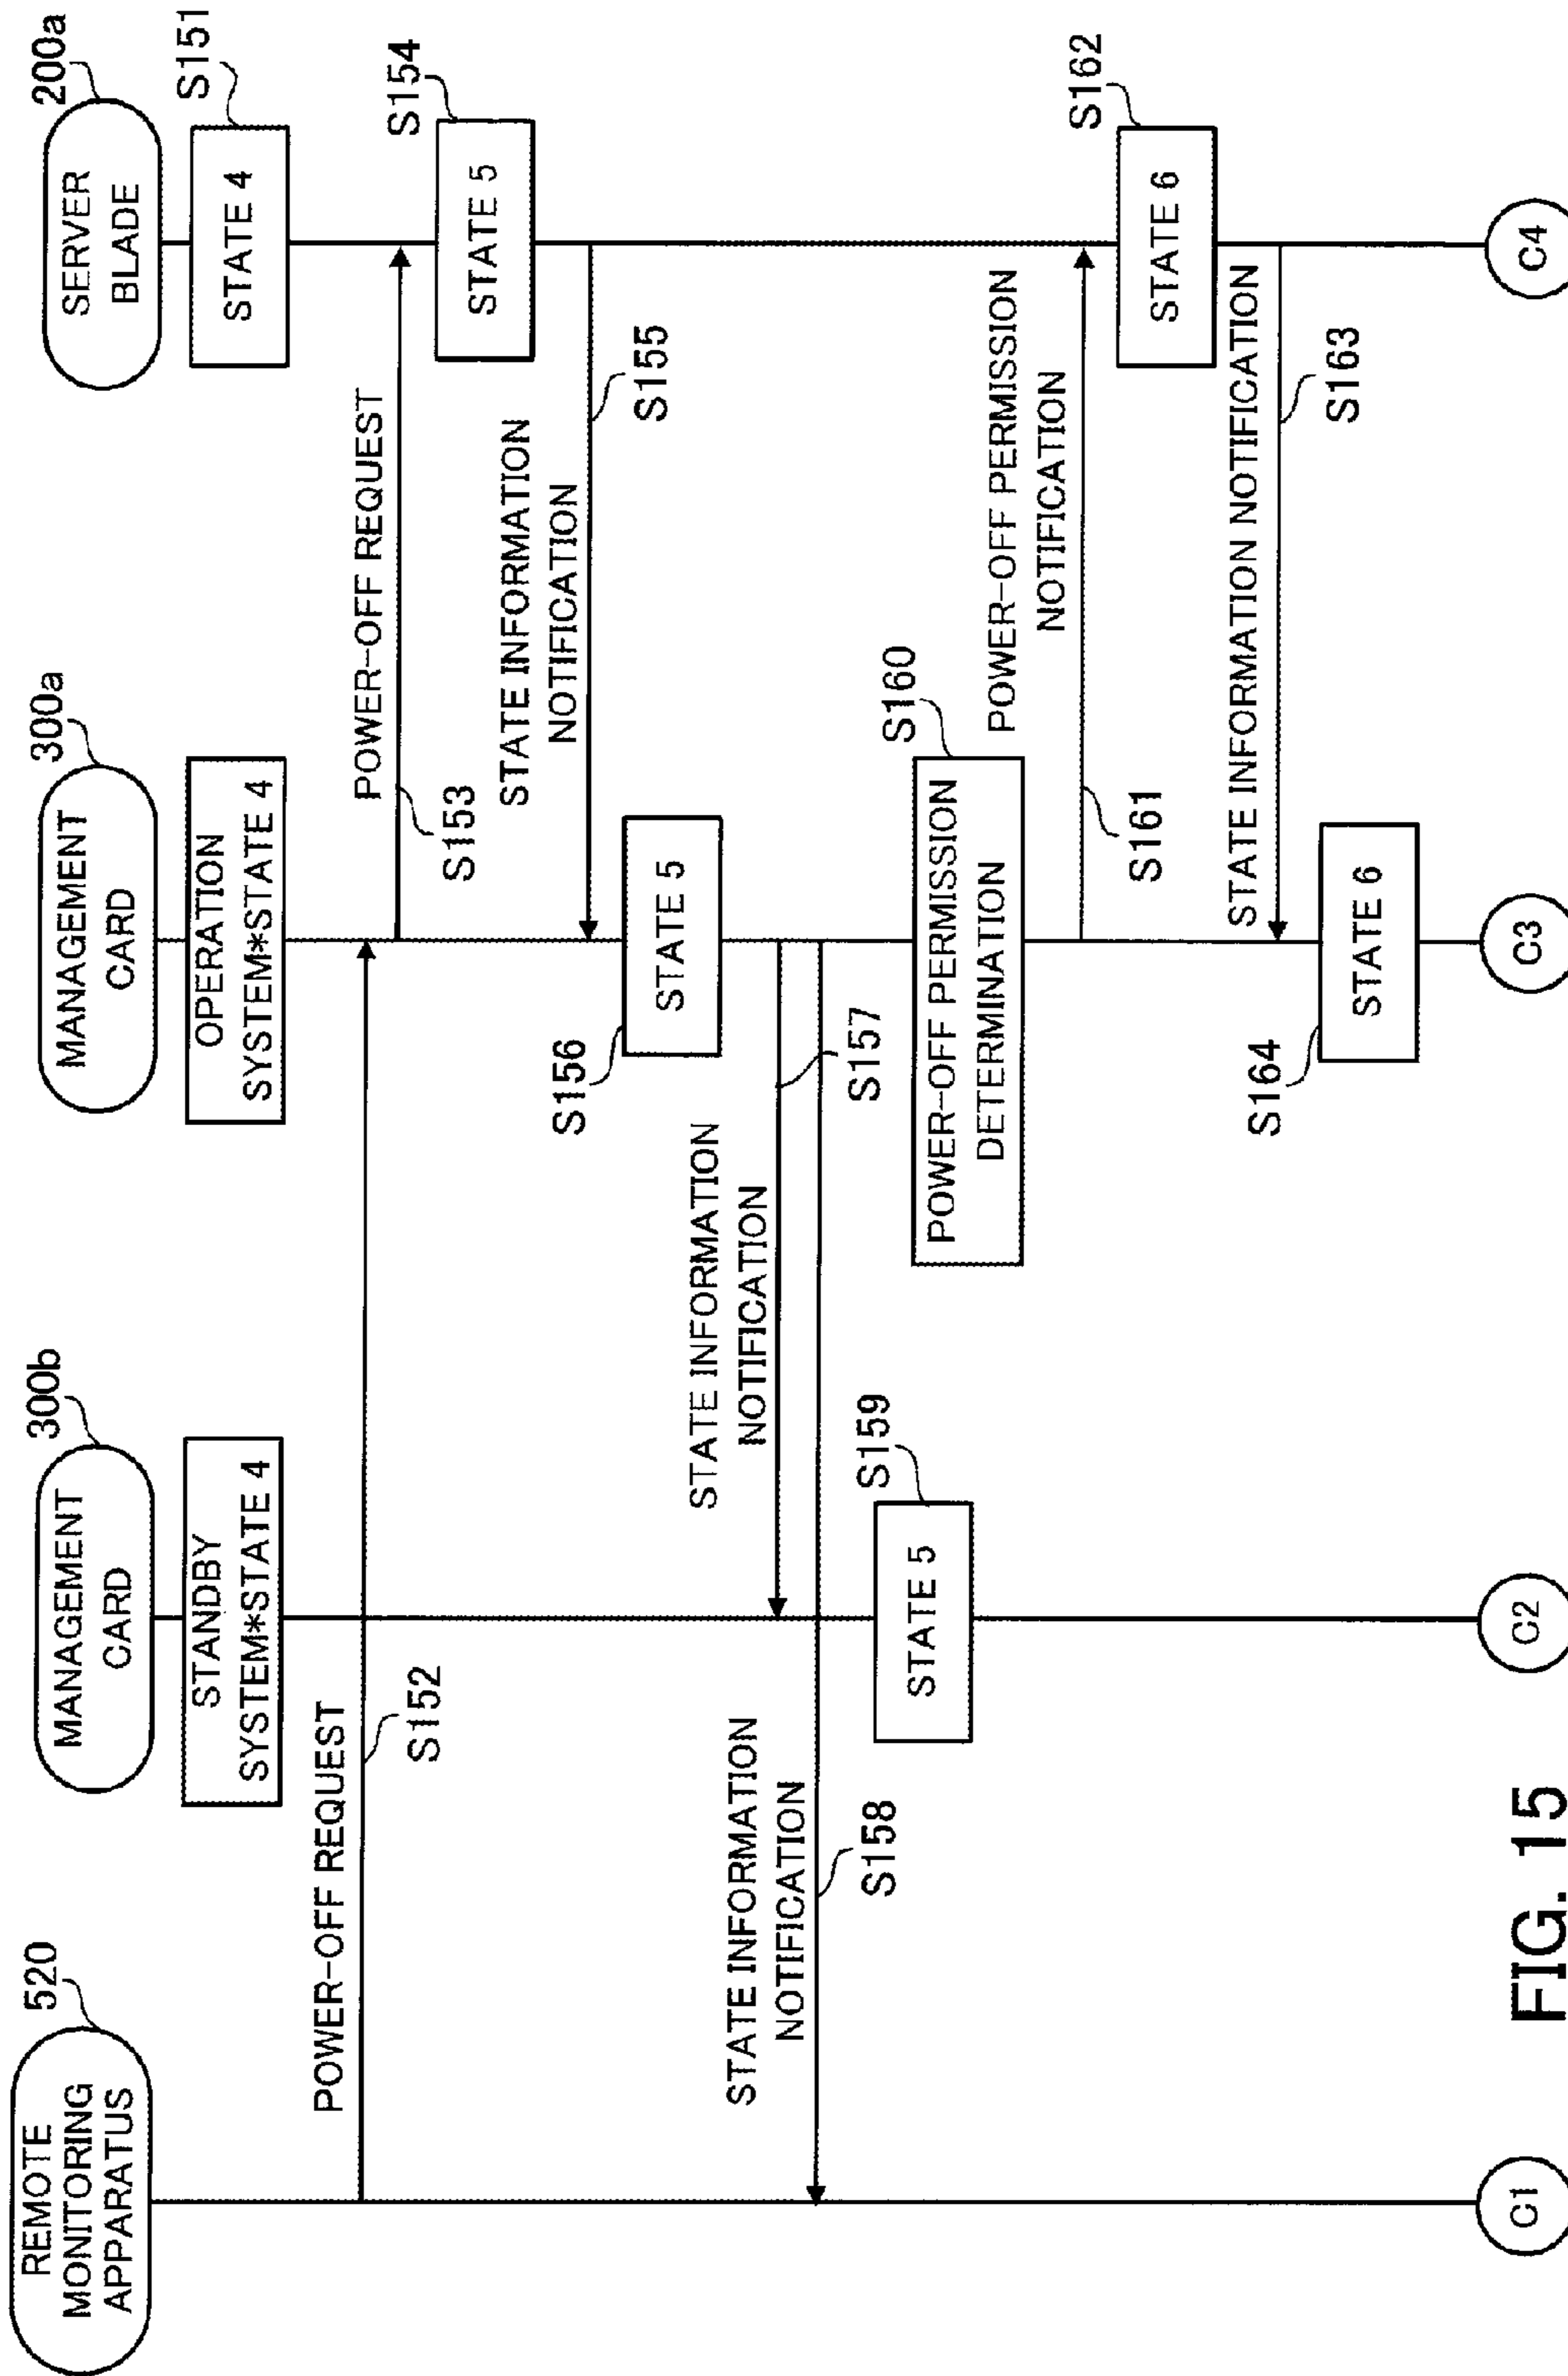 REMOTE
MONITORING
APPARATUS
520
MANAGEMENT
CARD
300b
MANAGEMENT
CARD
300a
SERVER
BLADE
200a
STANDBY
SYSTEM*STATE 4
OPERATION
SYSTEM*STATE 4
STATE 4
S151
POWER-OFF REQUEST
S152
POWER-OFF REQUEST
S153
STATE 5
S154
STATE INFORMATION
NOTIFICATION
S155
S156
STATE 5
STATE INFORMATION
NOTIFICATION
S157
STATE INFORMATION
NOTIFICATION
S158
STATE 5
S159
POWER-OFF PERMISSION
DETERMINATION
S160
POWER-OFF PERMISSION
NOTIFICATION
S161
STATE 6
S162
STATE INFORMATION NOTIFICATION
S163
S164
STATE 6
C1
C2
C3
C4
FIG. 15